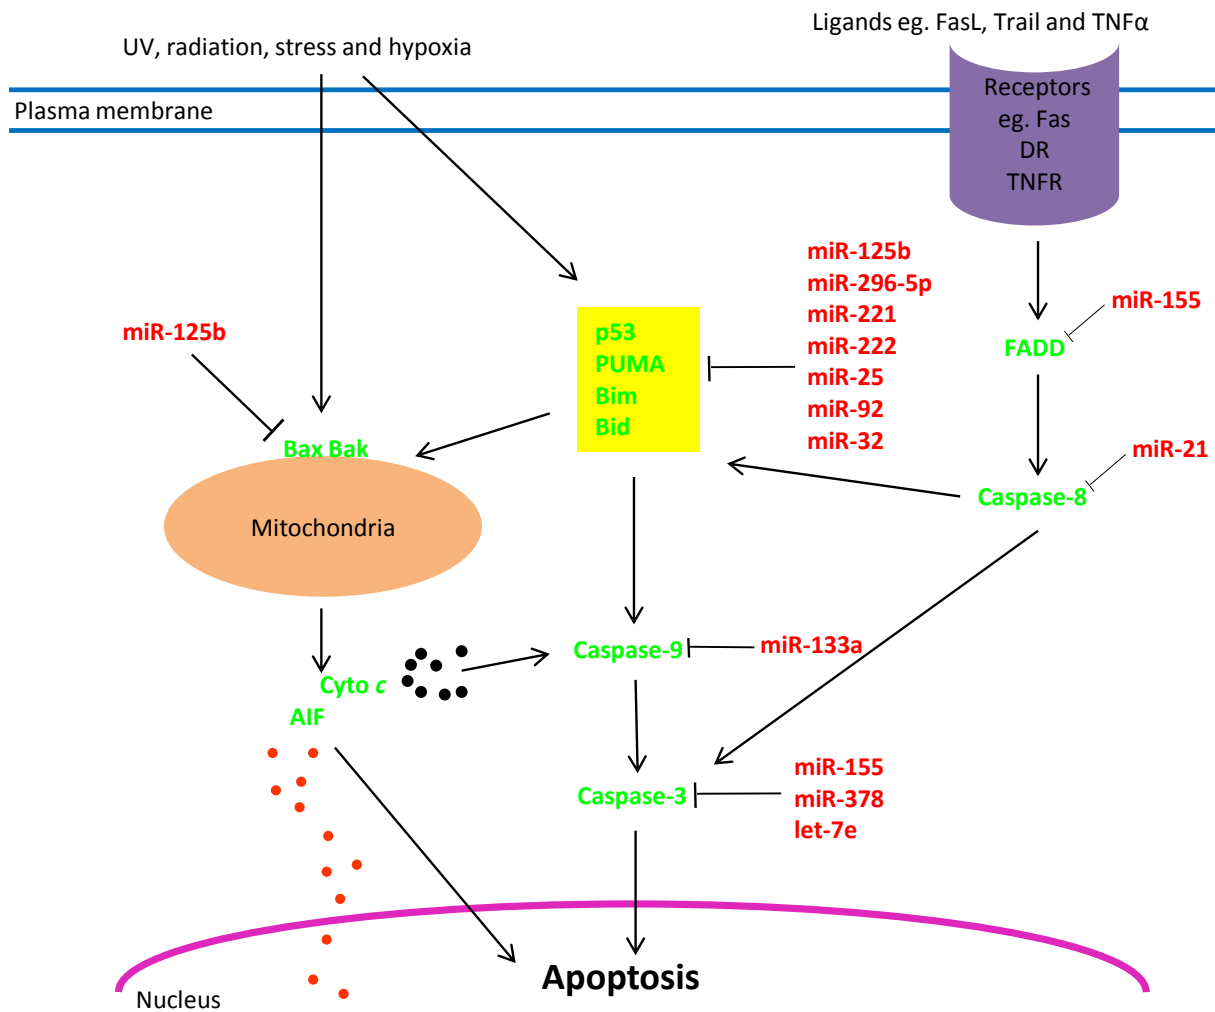 Ligands eg. FasL, Trail and TNFα
UV, radiation, stress and hypoxia
Plasma membrane
Receptors
eg. Fas
DR
TNFR
miR-125b
miR-296-5p
miR-221
miR-222
miR-25
miR-92
miR-32
miR-155
miR-125b
p53
PUMA
Bim
Bid
FADD
Bax Bak
miR-21
Caspase-8
Mitochondria
Caspase-9
miR-133a
Cyto c
AIF
Caspase-3
miR-155
miR-378
let-7e
Apoptosis
Nucleus